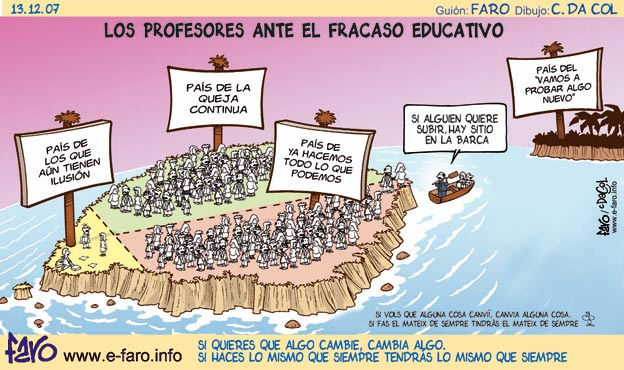 13.12.07
Guión: FARO Dibujo: C. DA COL
LOS PROFESORES ANTE EL FRACASO EDUCATIVO
PAÍS DE LA
QUEJA
CONTINUA
PAÍS DEL
"VAMOS A
PROBAR ALGO
NUEVO"
SI ALGUIEN QUIERE
SUBIR, HAY SITIO
EN LA BARCA
PAÍS DE
LOS QUE
AÚN TIENEN
ILUSIÓN
PAÍS DE
YA HACEMOS
TODO LO QUE
PODEMOS
FARO / C.DACOL
www.e-faro.info
SI VOLS QUE ALGUNA COSA CANVIÏ, CANVIA ALGUNA COSA.
SI FAS EL MATEIX DE SEMPRE TINDRÀS EL MATEIX DE SEMPRE
FARO www.e-faro.info
SI QUIERES QUE ALGO CAMBIE, CAMBIA ALGO.
SI HACES LO MISMO QUE SIEMPRE TENDRÁS LO MISMO QUE SIEMPRE